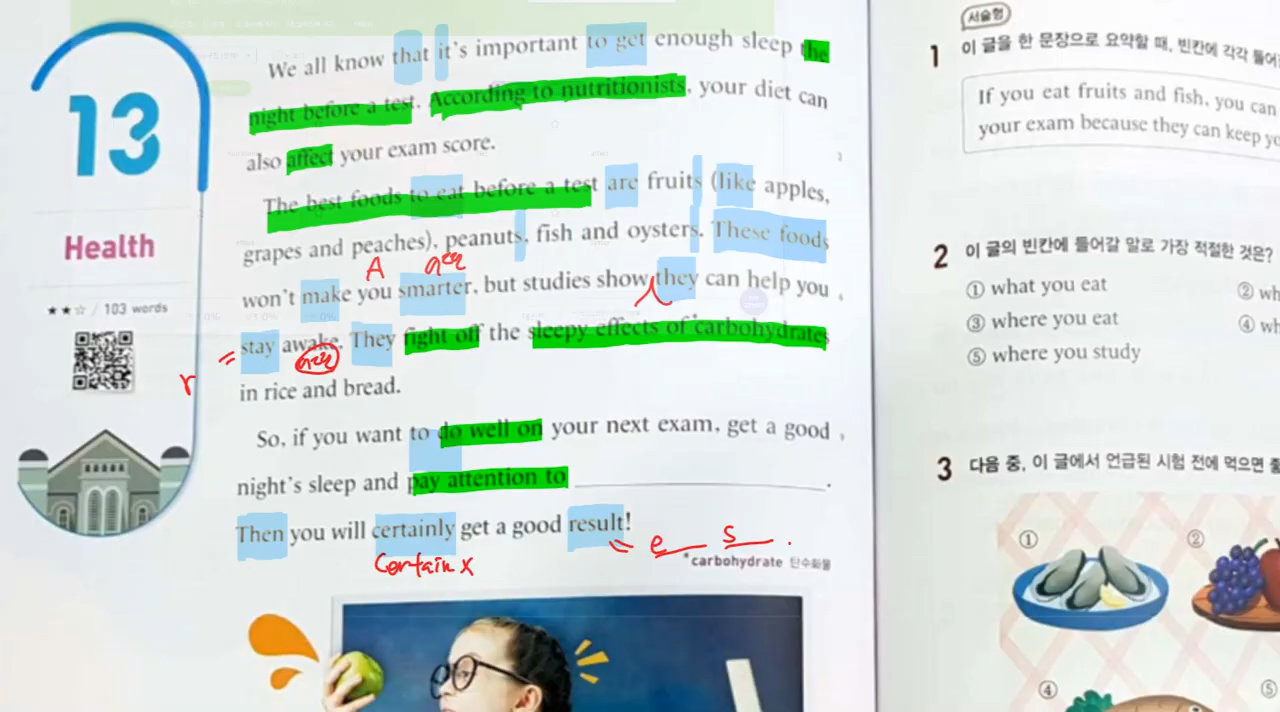 13
Health
★★☆ / 103 words
We all know that it's important to get enough sleep the
night before a test. According to nutritionists, your diet can
also affect your exam score.
3
The best foods to eat before a test are fruits (like apples,
grapes and peaches), peanuts, fish and oysters. These foods
A
won't make you smarter, but studies show they can help you
= stay awake. They fight off the sleepy effects of *carbohydrates
r
in rice and bread.
So, if you want to do well on your next exam, get a good
night's sleep and pay attention to ____________.
Then you will certainly get a good result!
= e___ s___.
Certain x
*carbohydrate 탄수화물
서술형
1 이 글을 한 문장으로 요약할 때, 빈칸에 각각
If you eat fruits and fish, you can
your exam because they can keep
2 이 글의 빈칸에 들어갈 말로 가장 적절한 것은?
① what you eat
②
③ where you eat
④
⑤ where you study
3 다음 중, 이 글에서 언급된 시험 전에 먹으면
①
②
④
⑤